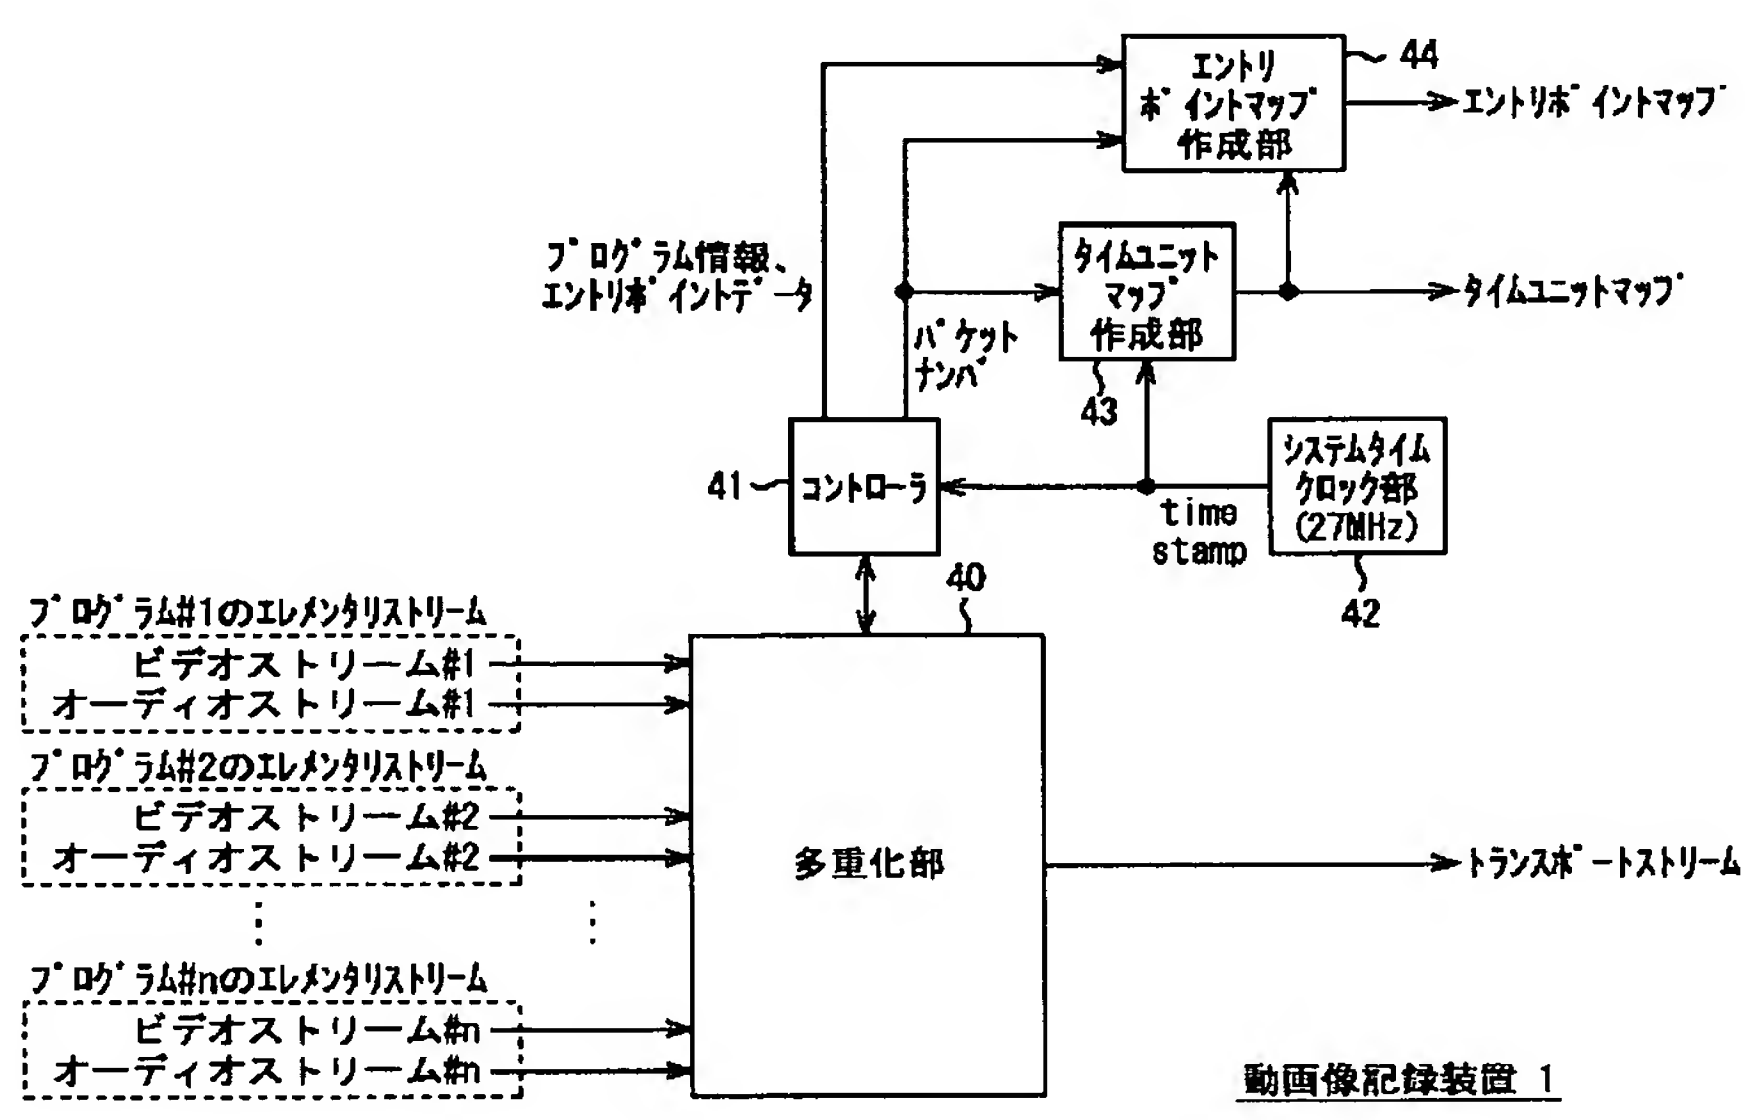 44
エントリ
ポイントマップ
作成部
エントリポイントマップ
プログラム情報、
エントリポイントデータ
タイムユニット
マップ
作成部
タイムユニットマップ
パケット
ナンバ
43
41
コントローラ
システムタイム
クロック部
(27MHz)
time
stamp
42
40
プログラム#1のエレメンタリストリーム
ビデオストリーム#1
オーディオストリーム#1
プログラム#2のエレメンタリストリーム
ビデオストリーム#2
オーディオストリーム#2
多重化部
トランスポートストリーム
プログラム#nのエレメンタリストリーム
ビデオストリーム#n
オーディオストリーム#n
動画像記録装置 1